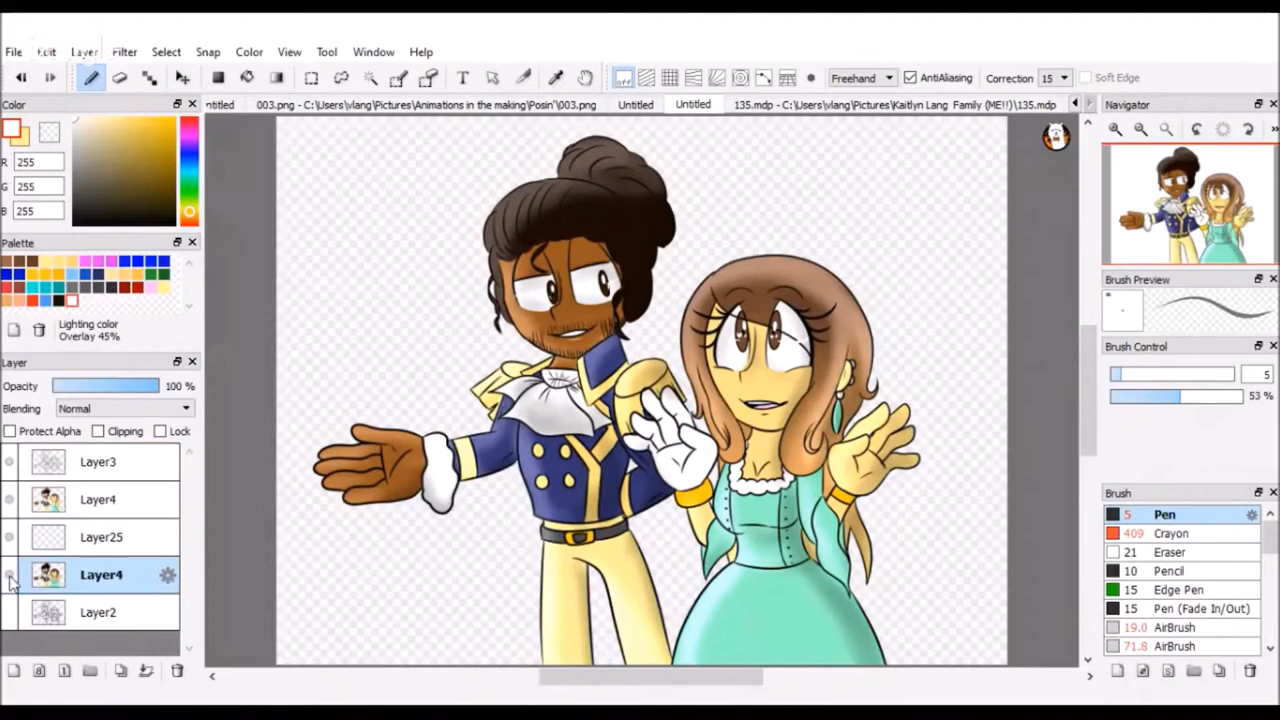 File Edit Layer Filter Select Snap Color View Tool Window Help
T off Freehand AntiAliasing Correction 15 Soft Edge
Color
ntitled 003.png - C:\Users\vlang\Pictures\Animations in the making\Posin'\003.png Untitled Untitled 135.mdp - C:\Users\vlang\Pictures\Kaitlyn Lang Family (ME!!)\135.mdp
Navigator
R 255
G 255
B 255
Palette
Brush Preview
Lighting color
Overlay 45%
Brush Control
5
53 %
Layer
Opacity 100 %
Blending Normal
Protect Alpha Clipping Lock
Layer3
Layer4
Layer25
Layer4
Layer2
Brush
5 Pen
409 Crayon
21 Eraser
10 Pencil
15 Edge Pen
15 Pen (Fade In/Out)
19.0 AirBrush
71.8 AirBrush